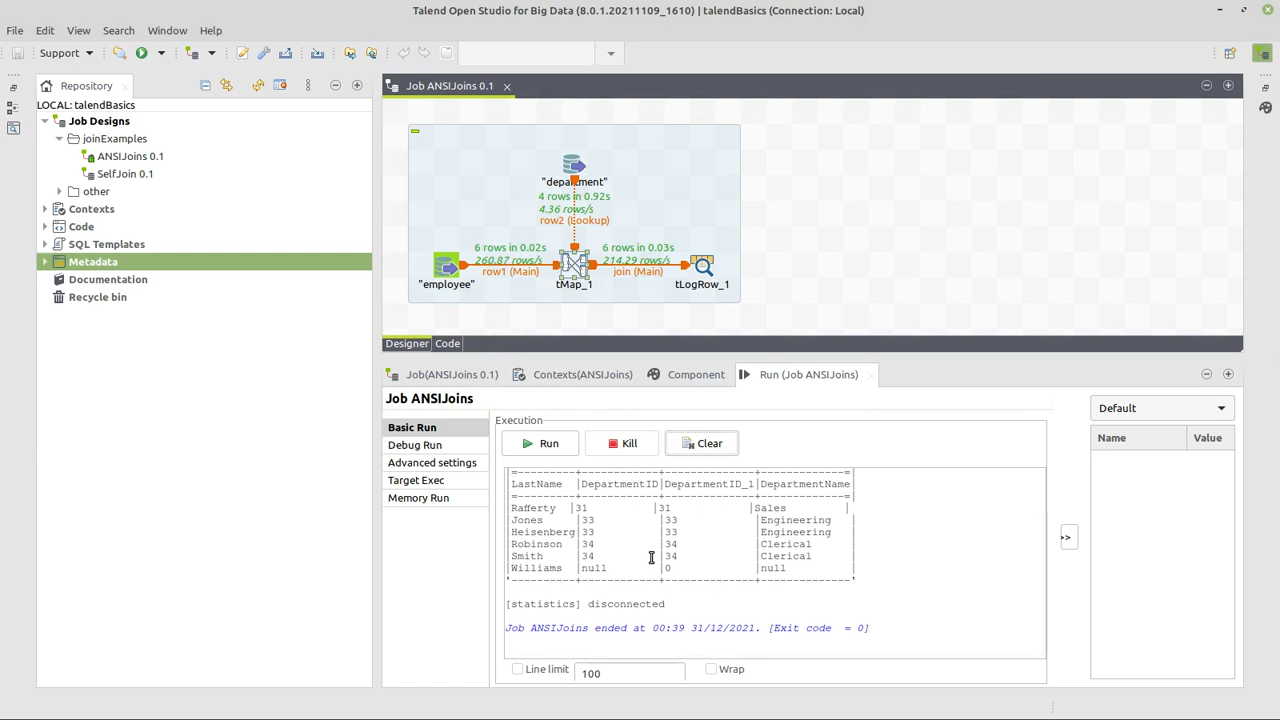 Talend Open Studio for Big Data (8.0.1.20211109_1610) | talendBasics (Connection: Local)
File Edit View Search Window Help
Support
Repository
Job ANSIJoins 0.1
LOCAL: talendBasics
Job Designs
joinExamples
ANSIJoins 0.1
SelfJoin 0.1
other
Contexts
Code
SQL Templates
Metadata
Documentation
Recycle bin
"department"
4 rows in 0.92s
4.36 rows/s
row2 (Lookup)
6 rows in 0.02s
260.87 rows/s
row1 (Main)
6 rows in 0.03s
214.29 rows/s
join (Main)
"employee"
tMap_1
tLogRow_1
Designer Code
Job(ANSIJoins 0.1) Contexts(ANSIJoins) Component Run (Job ANSIJoins)
Job ANSIJoins
Basic Run
Debug Run
Advanced settings
Target Exec
Memory Run
Execution
Run Kill Clear
|=---------+------------+--------------+-------------=|
|LastName |DepartmentID|DepartmentID_1|DepartmentName|
|=---------+------------+--------------+-------------=|
|Rafferty |31 |31 |Sales |
|Jones |33 |33 |Engineering |
|Heisenberg|33 |33 |Engineering |
|Robinson |34 |34 |Clerical |
|Smith |34 |34 |Clerical |
|Williams |null |0 |null |
'----------+------------+--------------+--------------'
[statistics] disconnected
Job ANSIJoins ended at 00:39 31/12/2021. [Exit code = 0]
Line limit 100 Wrap
>>
Default
Name Value